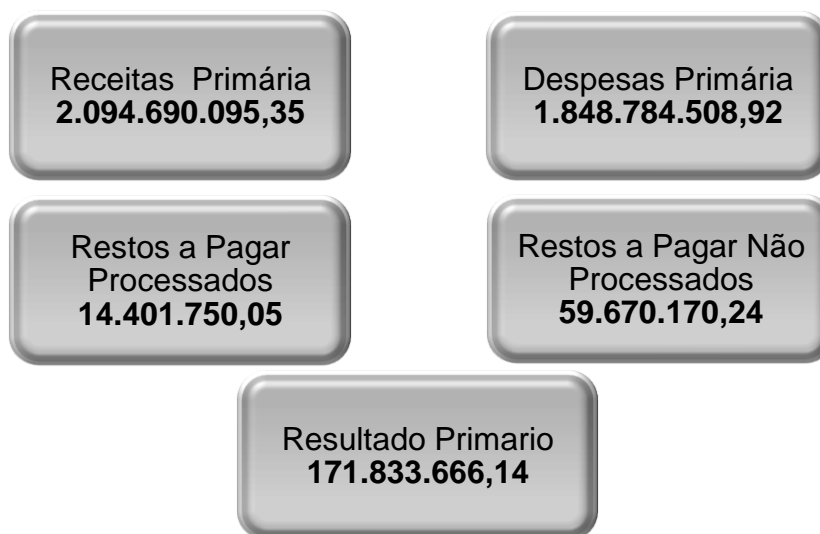 Receitas Primária
2.094.690.095,35
Despesas Primária
1.848.784.508,92
Restos a Pagar
Processados
14.401.750,05
Restos a Pagar Não
Processados
59.670.170,24
Resultado Primario
171.833.666,14